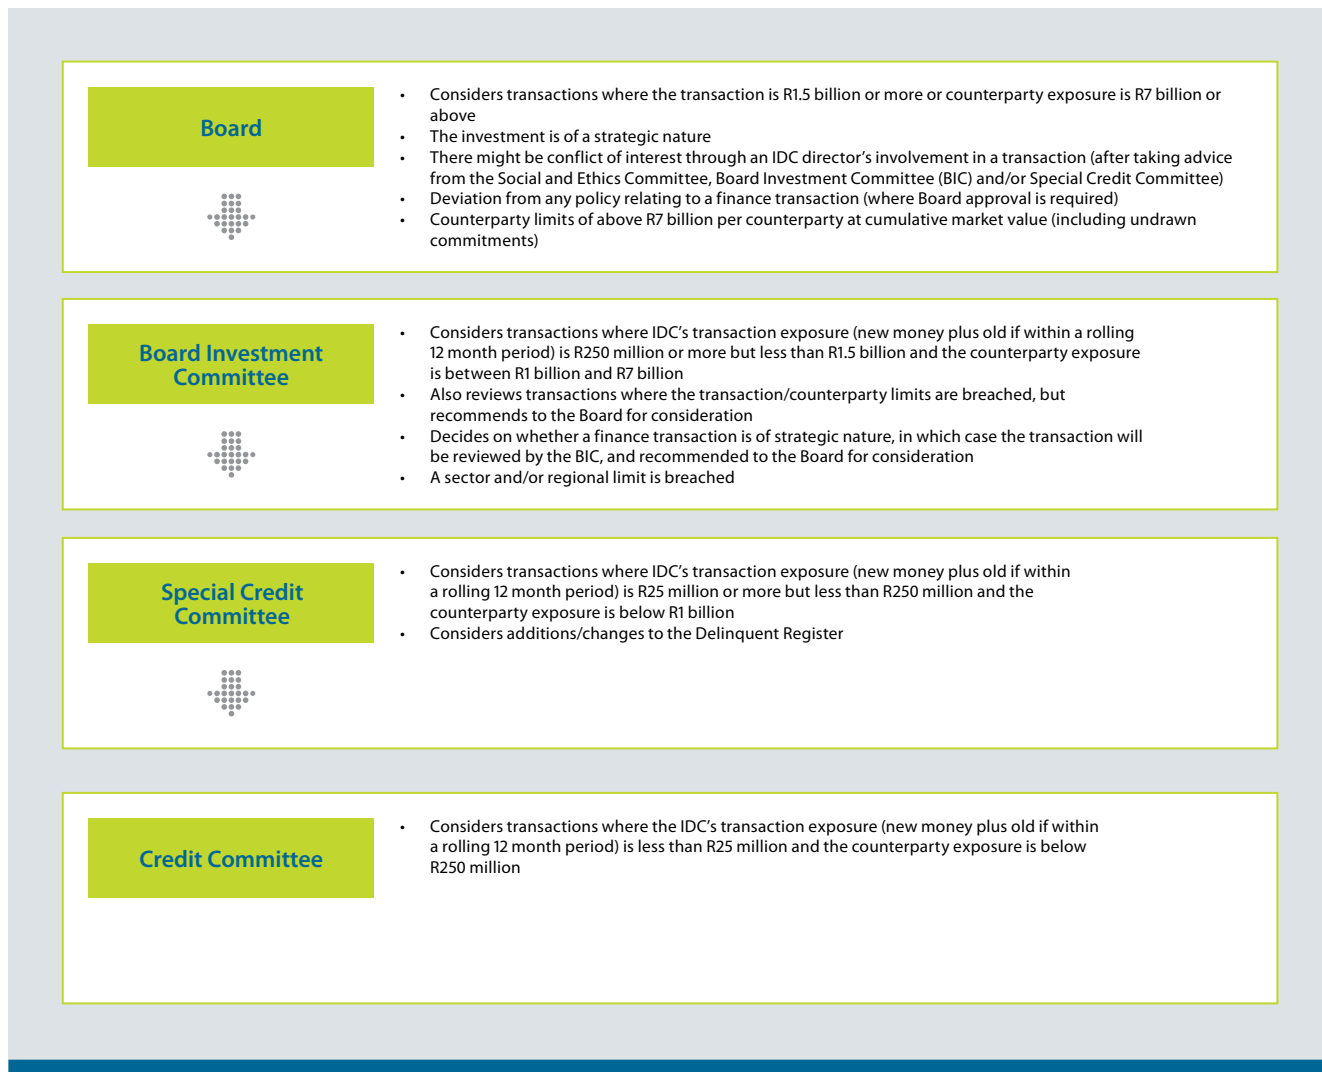 Board
• Considers transactions where the transaction is R1.5 billion or more or counterparty exposure is R7 billion or
above
• The investment is of a strategic nature
• There might be conflict of interest through an IDC director's involvement in a transaction (after taking advice
from the Social and Ethics Committee, Board Investment Committee (BIC) and/or Special Credit Committee)
• Deviation from any policy relating to a finance transaction (where Board approval is required)
• Counterparty limits of above R7 billion per counterparty at cumulative market value (including undrawn
commitments)
Board Investment
Committee
• Considers transactions where IDC's transaction exposure (new money plus old if within a rolling
12 month period) is R250 million or more but less than R1.5 billion and the counterparty exposure
is between R1 billion and R7 billion
• Also reviews transactions where the transaction/counterparty limits are breached, but
recommends to the Board for consideration
• Decides on whether a finance transaction is of strategic nature, in which case the transaction will
be reviewed by the BIC, and recommended to the Board for consideration
• A sector and/or regional limit is breached
Special Credit
Committee
• Considers transactions where IDC's transaction exposure (new money plus old if within
a rolling 12 month period) is R25 million or more but less than R250 million and the
counterparty exposure is below R1 billion
• Considers additions/changes to the Delinquent Register
Credit Committee
• Considers transactions where the IDC's transaction exposure (new money plus old if within
a rolling 12 month period) is less than R25 million and the counterparty exposure is below
R250 million